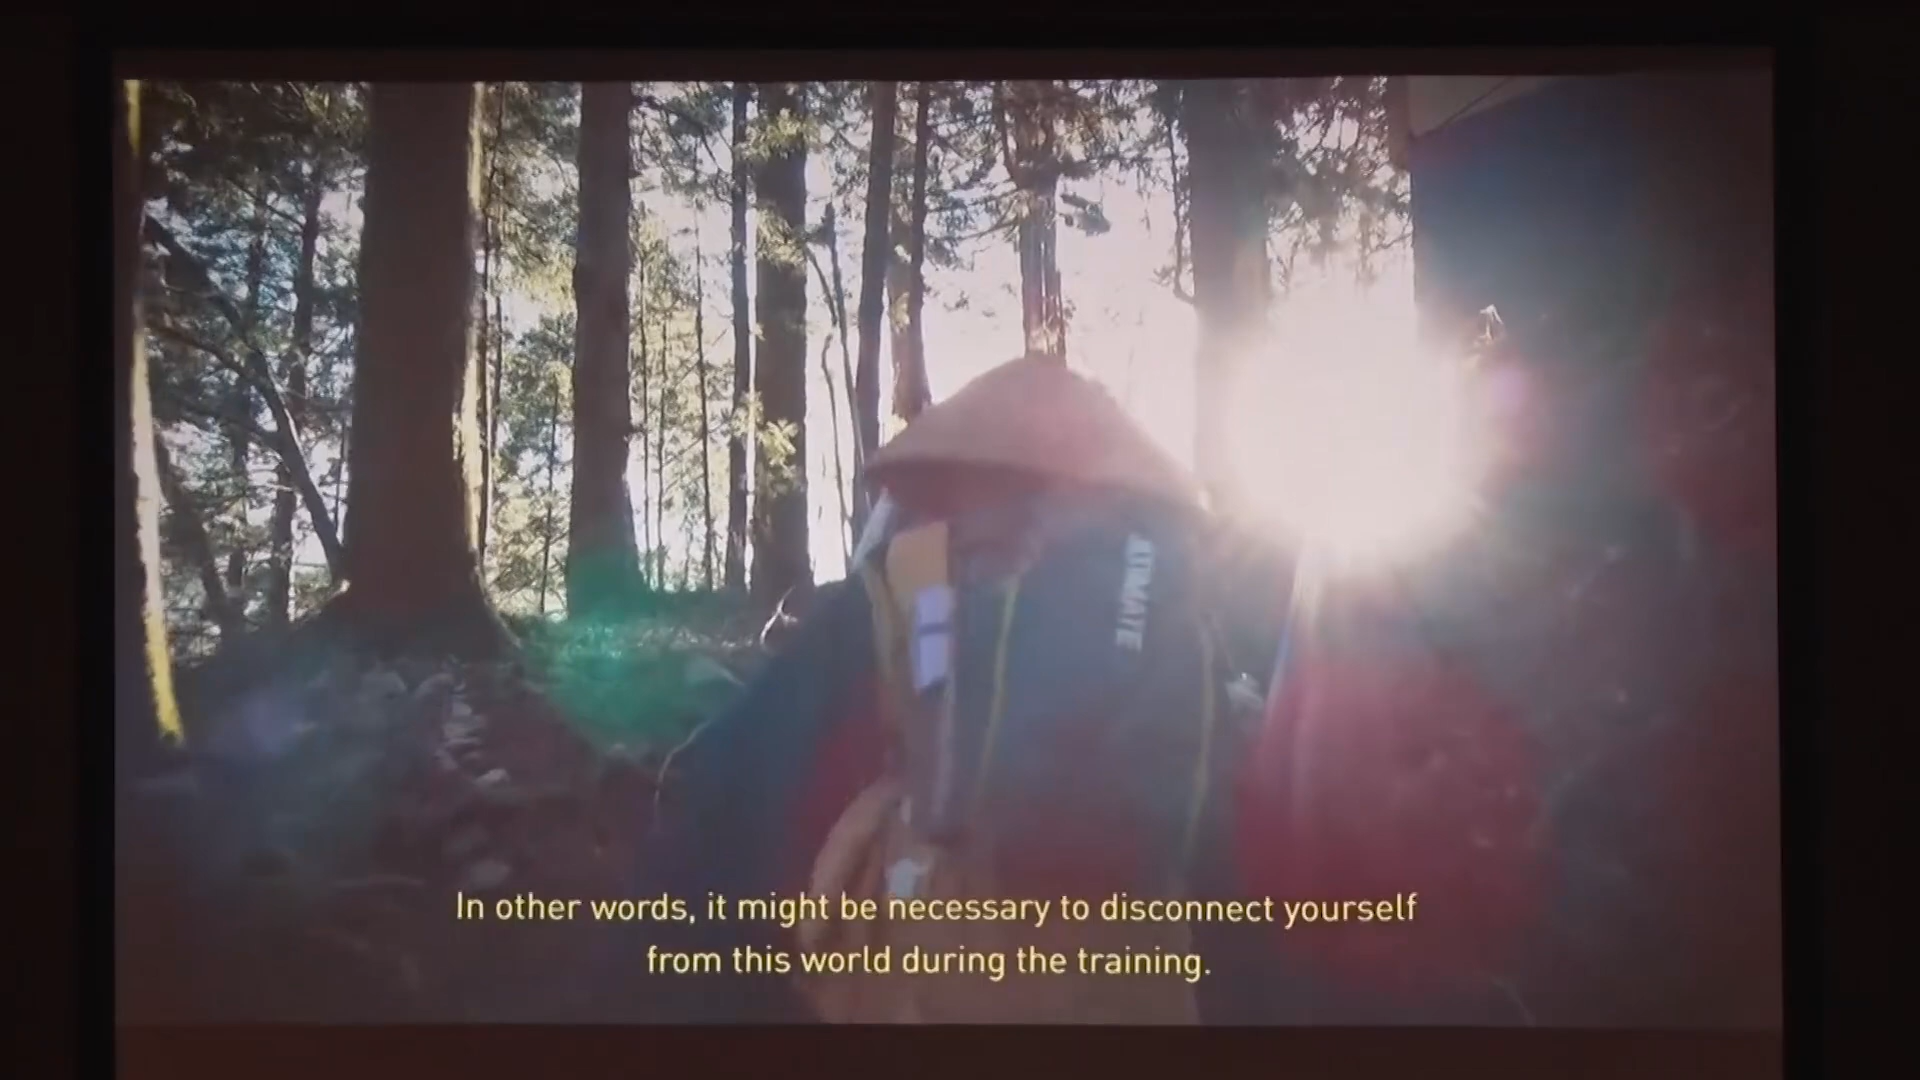 In other words, it might be necessary to disconnect yourself
from this world during the training.